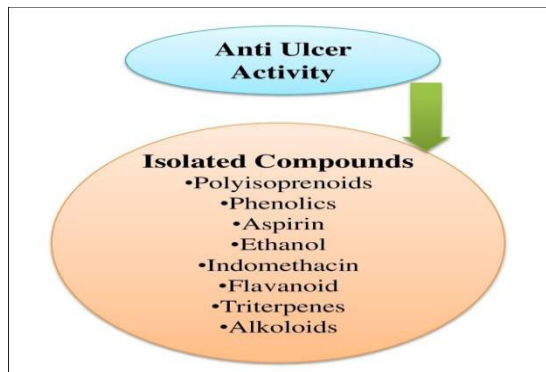 Anti Ulcer
Activity
Isolated Compounds
•Polyisoprenoids
•Phenolics
•Aspirin
•Ethanol
•Indomethacin
•Flavanoid
•Triterpenes
•Alkoloids